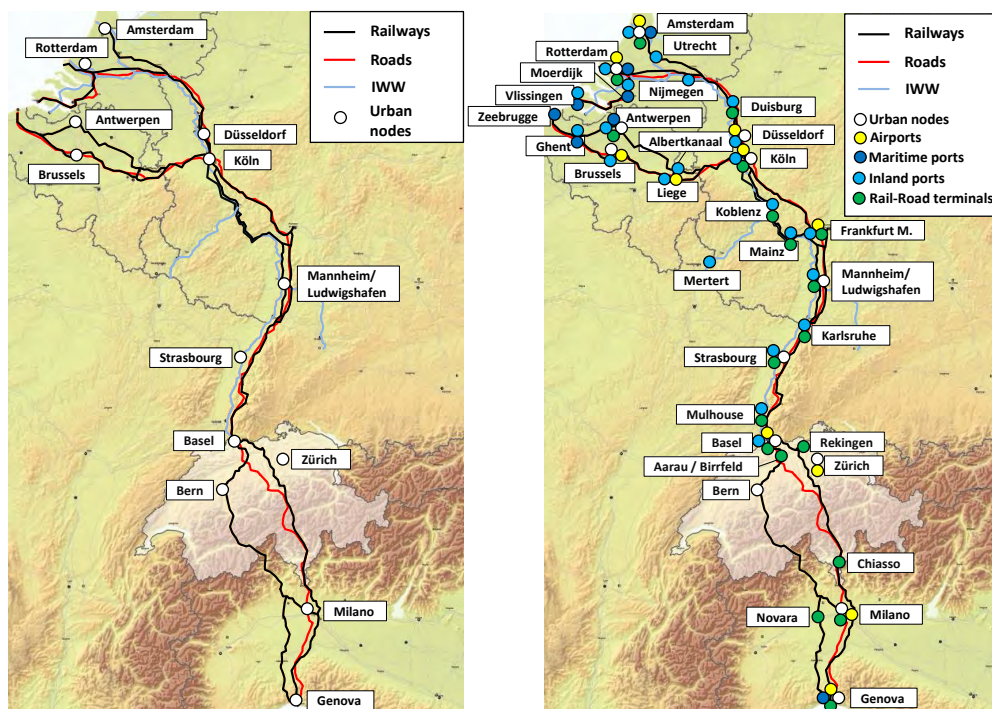 Amsterdam
Rotterdam
Antwerpen
Brussels
Düsseldorf
Köln
Mannheim/
Ludwigshafen
Strasbourg
Basel
Zürich
Bern
Milano
Genova
Railways
Roads
IWW
Urban
nodes
Amsterdam
Utrecht
Rotterdam
Moerdijk
Nijmegen
Vlissingen
Zeebrugge
Antwerpen
Duisburg
Ghent
Albertkanaal
Düsseldorf
Brussels
Köln
Liege
Koblenz
Frankfurt M.
Mainz
Mertert
Mannheim/
Ludwigshafen
Karlsruhe
Strasbourg
Mulhouse
Basel
Rekingen
Aarau / Birrfeld
Zürich
Bern
Chiasso
Novara
Milano
Genova
Railways
Roads
IWW
Urban nodes
Airports
Maritime ports
Inland ports
Rail-Road terminals